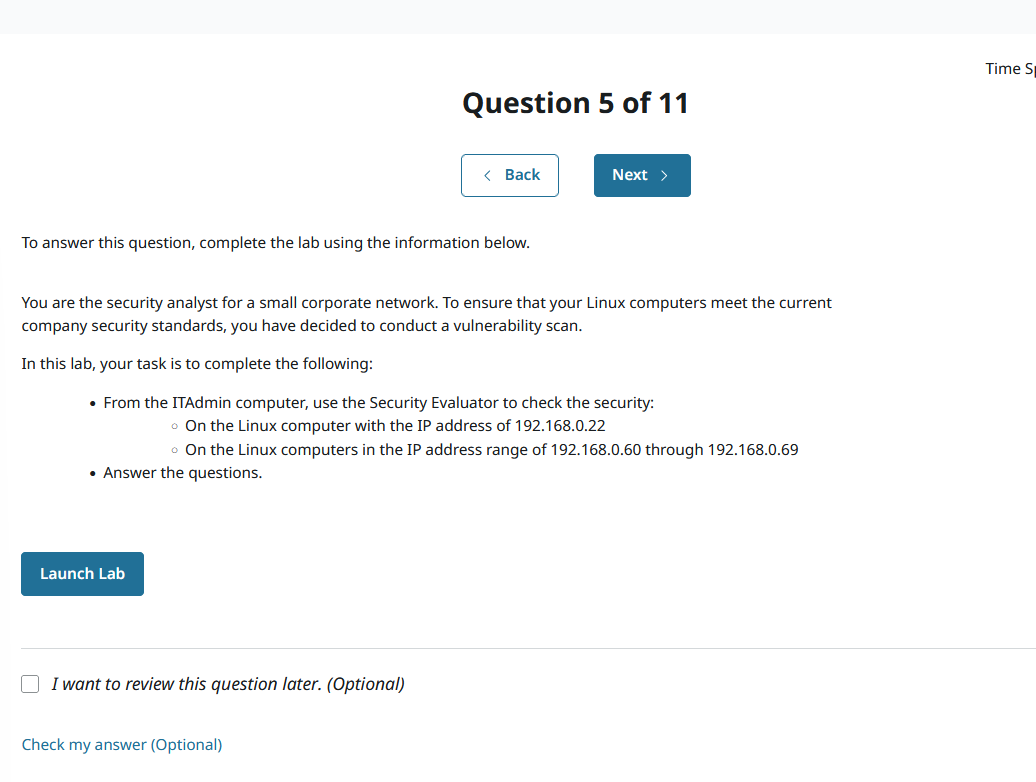 Time Sp
Question 5 of 11
Back
Next
To answer this question, complete the lab using the information below.
You are the security analyst for a small corporate network. To ensure that your Linux computers meet the current
company security standards, you have decided to conduct a vulnerability scan.
In this lab, your task is to complete the following:
• From the ITAdmin computer, use the Security Evaluator to check the security:
○ On the Linux computer with the IP address of 192.168.0.22
○ On the Linux computers in the IP address range of 192.168.0.60 through 192.168.0.69
• Answer the questions.
Launch Lab
I want to review this question later. (Optional)
Check my answer (Optional)